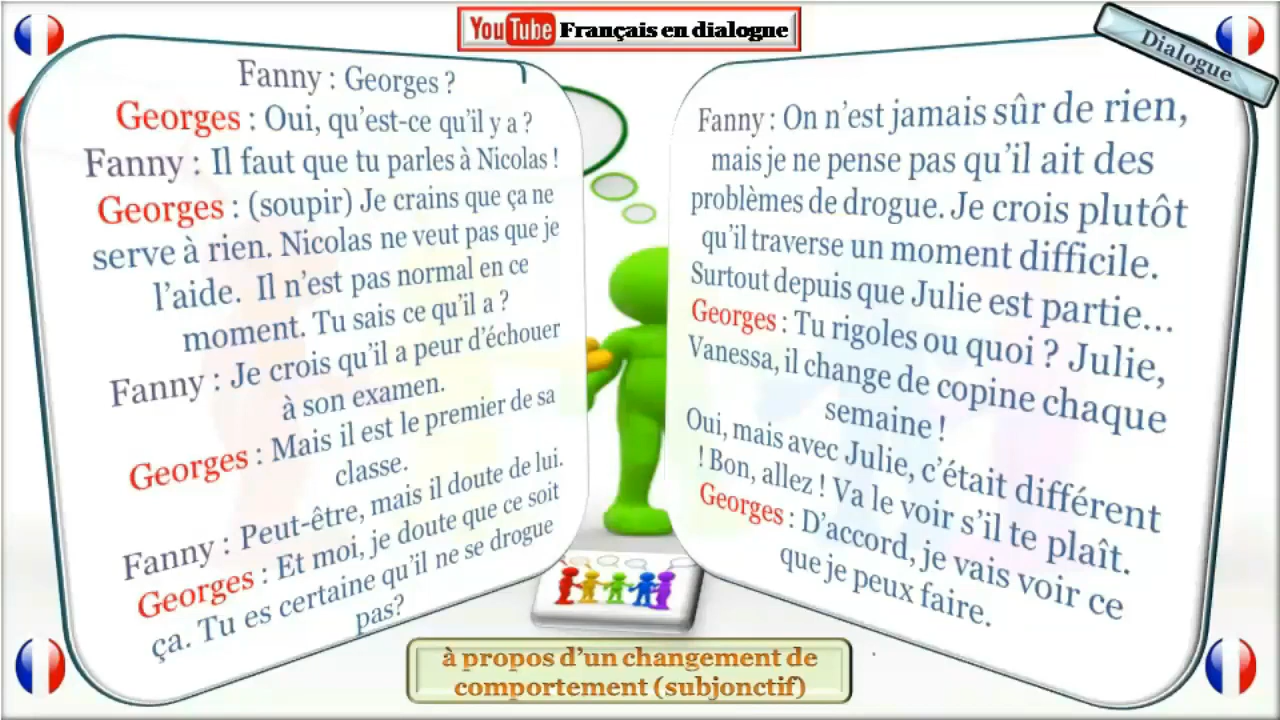 YouTube Français en dialogue
Dialogue
Fanny : Georges ?
Georges : Oui, qu’est-ce qu’il y a ?
Fanny : Il faut que tu parles à Nicolas !
Georges : (soupir) Je crains que ça ne
serve à rien. Nicolas ne veut pas que je
l’aide. Il n’est pas normal en ce
moment. Tu sais ce qu’il a ?
Fanny : Je crois qu’il a peur d’échouer
à son examen.
Georges : Mais il est le premier de sa
classe.
Fanny : Peut-être, mais il doute de lui.
Georges : Et moi, je doute que ce soit
ça. Tu es certaine qu’il ne se drogue
pas?
Fanny : On n’est jamais sûr de rien,
mais je ne pense pas qu’il ait des
problèmes de drogue. Je crois plutôt
qu’il traverse un moment difficile.
Surtout depuis que Julie est partie…
Georges : Tu rigoles ou quoi ? Julie,
Vanessa, il change de copine chaque
semaine !
Oui, mais avec Julie, c’était différent
! Bon, allez ! Va le voir s’il te plaît.
Georges : D’accord, je vais voir ce
que je peux faire.
à propos d’un changement de
comportement (subjonctif)